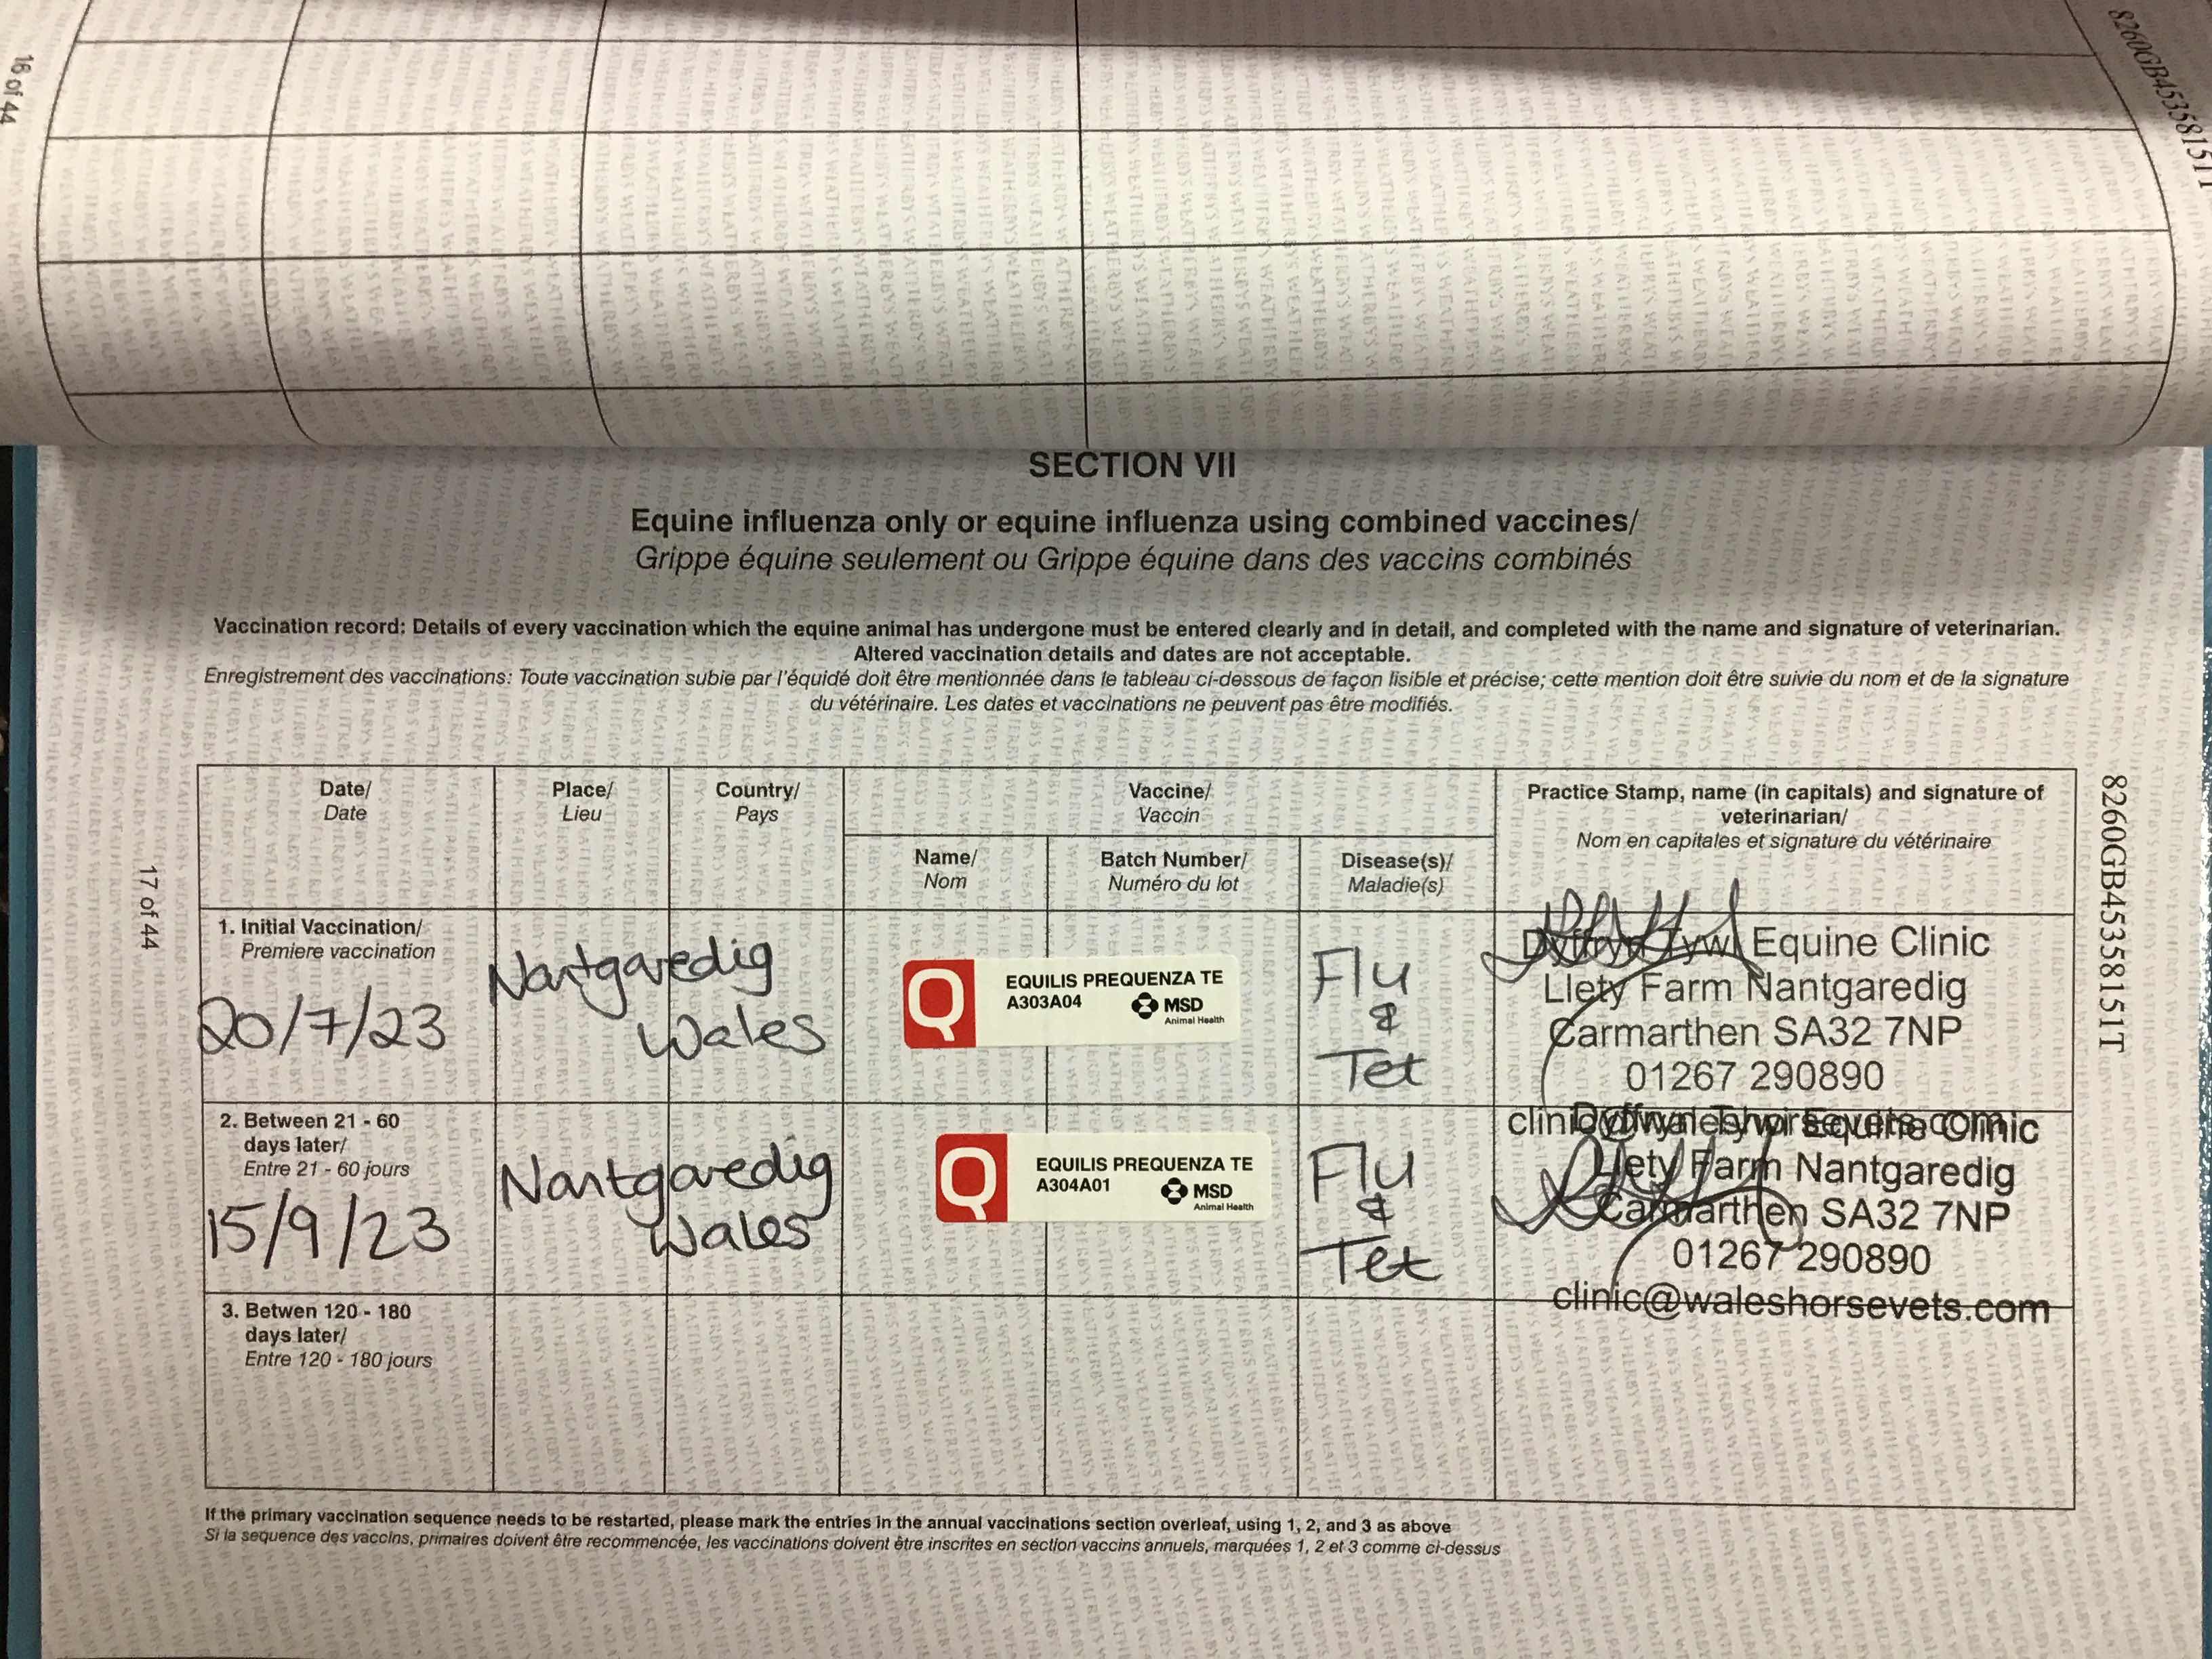 16 of 44
8260GB45358151T
SECTION VII
Equine influenza only or equine influenza using combined vaccines/
Grippe équine seulement ou Grippe équine dans des vaccins combinés
Vaccination record: Details of every vaccination which the equine animal has undergone must be entered clearly and in detail, and completed with the name and signature of veterinarian.
Altered vaccination details and dates are not acceptable.
Enregistrement des vaccinations: Toute vaccination subie par l'équidé doit être mentionnée dans le tableau ci-dessous de façon lisible et précise; cette mention doit être suivie du nom et de la signature
du vétérinaire. Les dates et vaccinations ne peuvent pas être modifiés.
Date/
Date
Place/
Lieu
Country/
Pays
Vaccine/
Vaccin
Name/
Nom
Batch Number/
Numéro du lot
Disease(s)/
Maladie(s)
Practice Stamp, name (in capitals) and signature of
veterinarian/
Nom en capitales et signature du vétérinaire
1. Initial Vaccination/
Premiere vaccination
20/7/23
Nantgaredig
Wales
Q
EQUILIS PREQUENZA TE
A303A04
MSD
Animal Health
Flu
&
Tet
Dyffryn Tywi Equine Clinic
Llety Farm Nantgaredig
Carmarthen SA32 7NP
01267 290890
clinic@waleshorsevets.com
2. Between 21 - 60
days later/
Entre 21 - 60 jours
15/9/23
Nantgaredig
Wales
Q
EQUILIS PREQUENZA TE
A304A01
MSD
Animal Health
Flu
&
Tet
Dyffryn Tywi Equine Clinic
Llety Farm Nantgaredig
Carmarthen SA32 7NP
01267 290890
clinic@waleshorsevets.com
3. Betwen 120 - 180
days later/
Entre 120 - 180 jours
If the primary vaccination sequence needs to be restarted, please mark the entries in the annual vaccinations section overleaf, using 1, 2, and 3 as above
Si la sequence des vaccins, primaires doivent être recommencée, les vaccinations doivent être inscrites en section vaccins annuels, marquées 1, 2 et 3 comme ci-dessus
17 of 44
8260GB45358151T